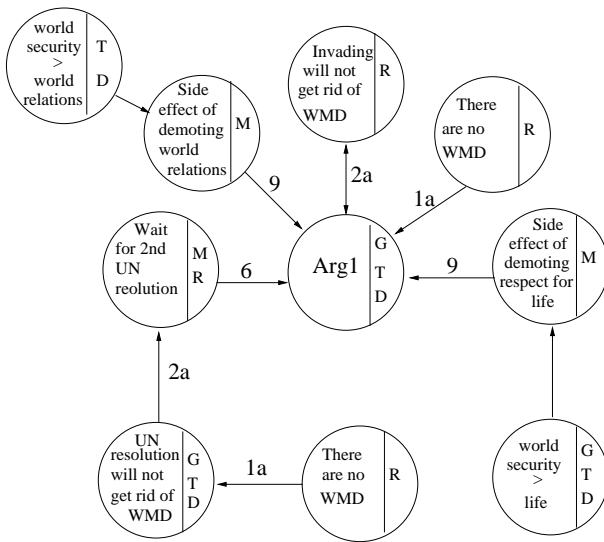 world
security
>
world
relations
T
D
Side
effect of
demoting
world
relations
M
Invading
will not
get rid of
WMD
R
There
are no
WMD
R
9
2a
1a
Wait
for 2nd
UN
reolution
M
R
6
Arg1
G
T
D
9
Side
effect of
demoting
respect for
life
M
2a
UN
resolution
will not
get rid of
WMD
G
T
D
1a
There
are no
WMD
R
world
security
>
life
G
T
D